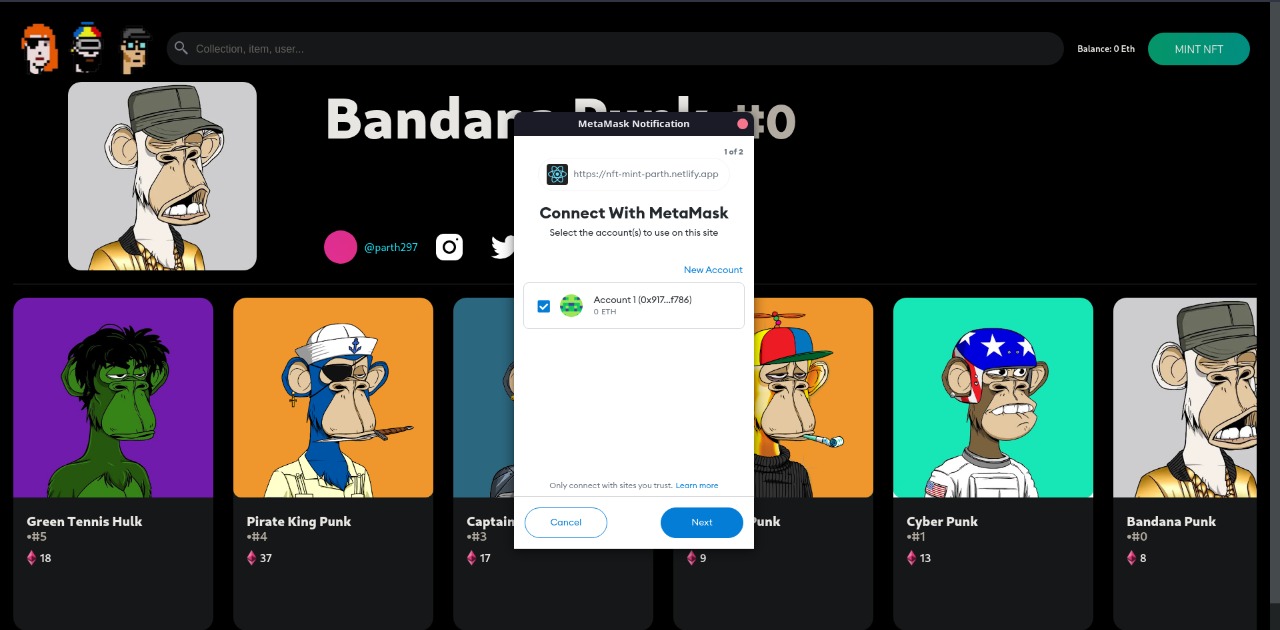 Collection, item, user...
Balance: 0 Eth
MINT NFT
Bandana Punk #0
@parth297
MetaMask Notification
1 of 2
https://nft-mint-parth.netlify.app
Connect With MetaMask
Select the account(s) to use on this site
New Account
Account 1 (0x917...f786)
0 ETH
Only connect with sites you trust. Learn more
Cancel
Next
Green Tennis Hulk
•#5
18
Pirate King Punk
•#4
37
Captain
•#3
17
Punk
9
Cyber Punk
•#1
13
Bandana Punk
•#0
8